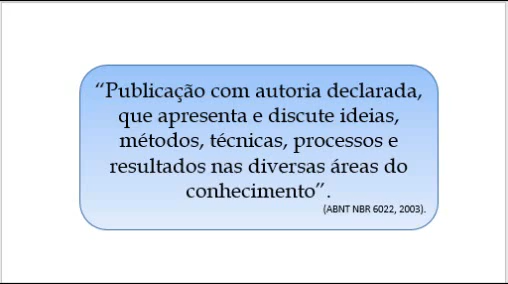 “Publicação com autoria declarada,
que apresenta e discute ideias,
métodos, técnicas, processos e
resultados nas diversas áreas do
conhecimento”.
(ABNT NBR 6022, 2003).